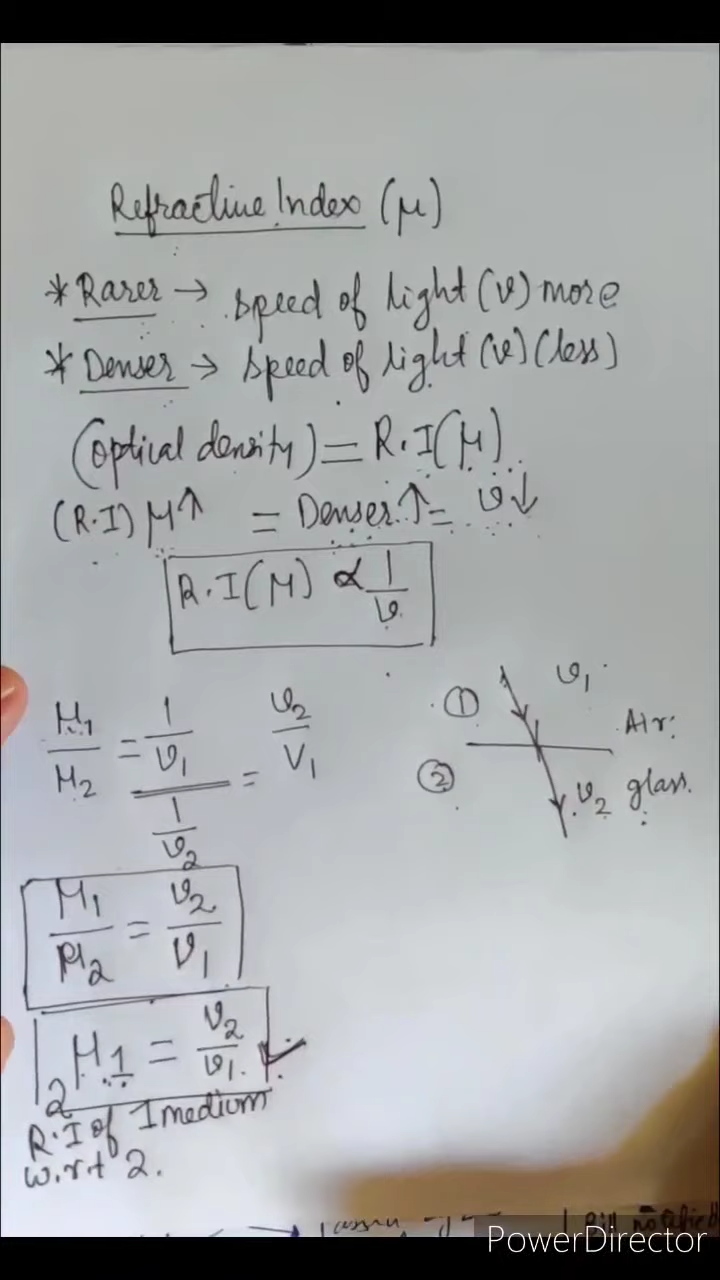 Refractive Index (μ)
* Rarer → speed of light (v) more
* Denser → speed of light (v) (less)
(optical density) = R.I (μ)
(R.I) μ↑ = Denser ↑ = v↓
R.I (μ) ∝ 1/v
μ1/μ2 = (1/v1)/(1/v2) = v2/v1
① v1 Air
② v2 glass
μ1/μ2 = v2/v1
2μ1 = v2/v1 ✓
R.I of I medium
w.r.t 2.
PowerDirector